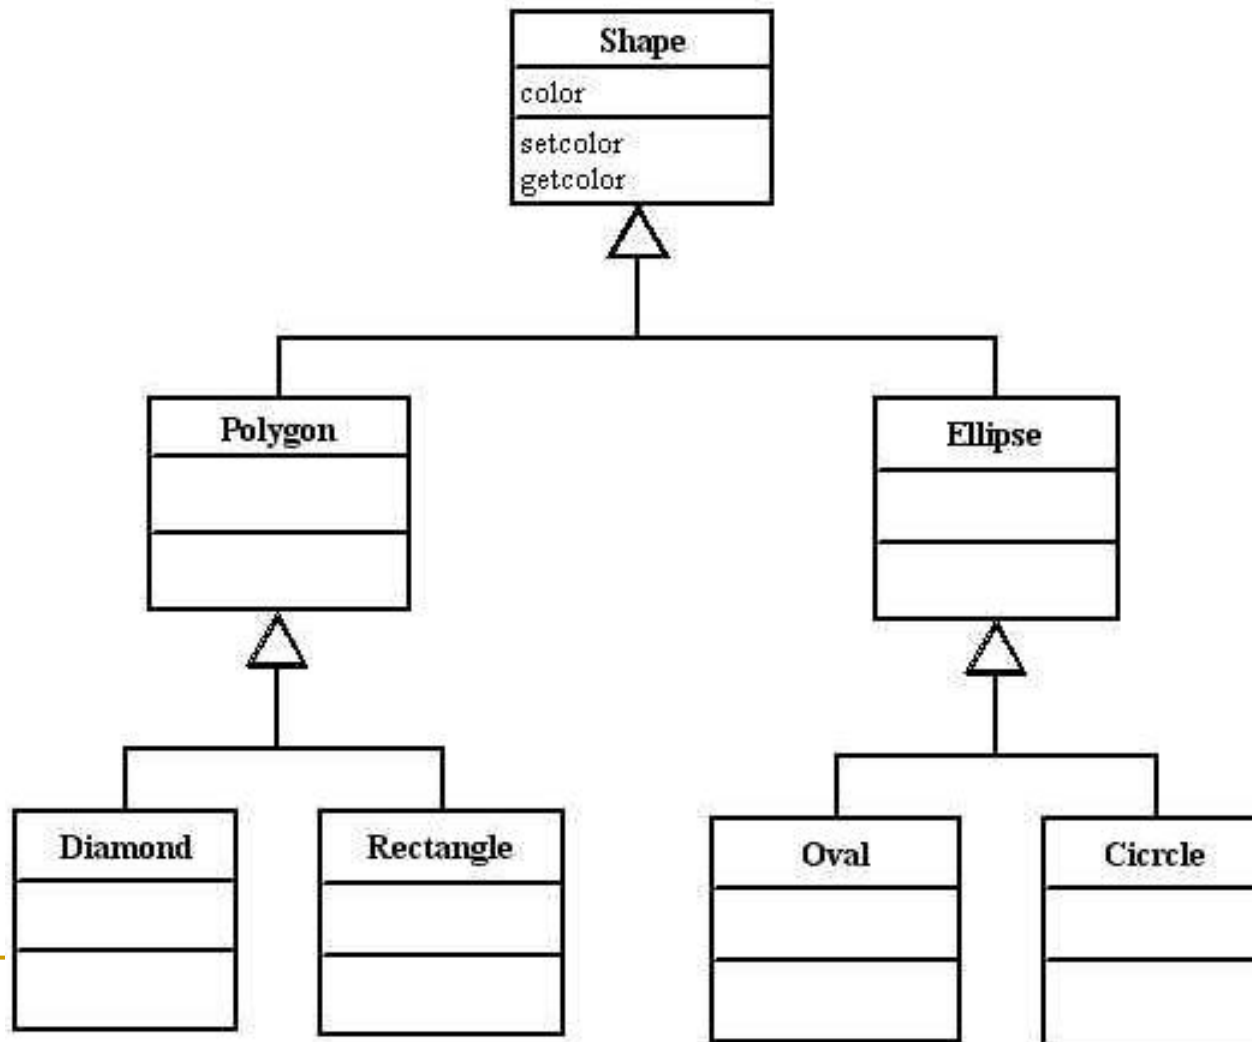 Shape
color
setcolor
getcolor
Polygon
Ellipse
Diamond
Rectangle
Oval
Cicrcle